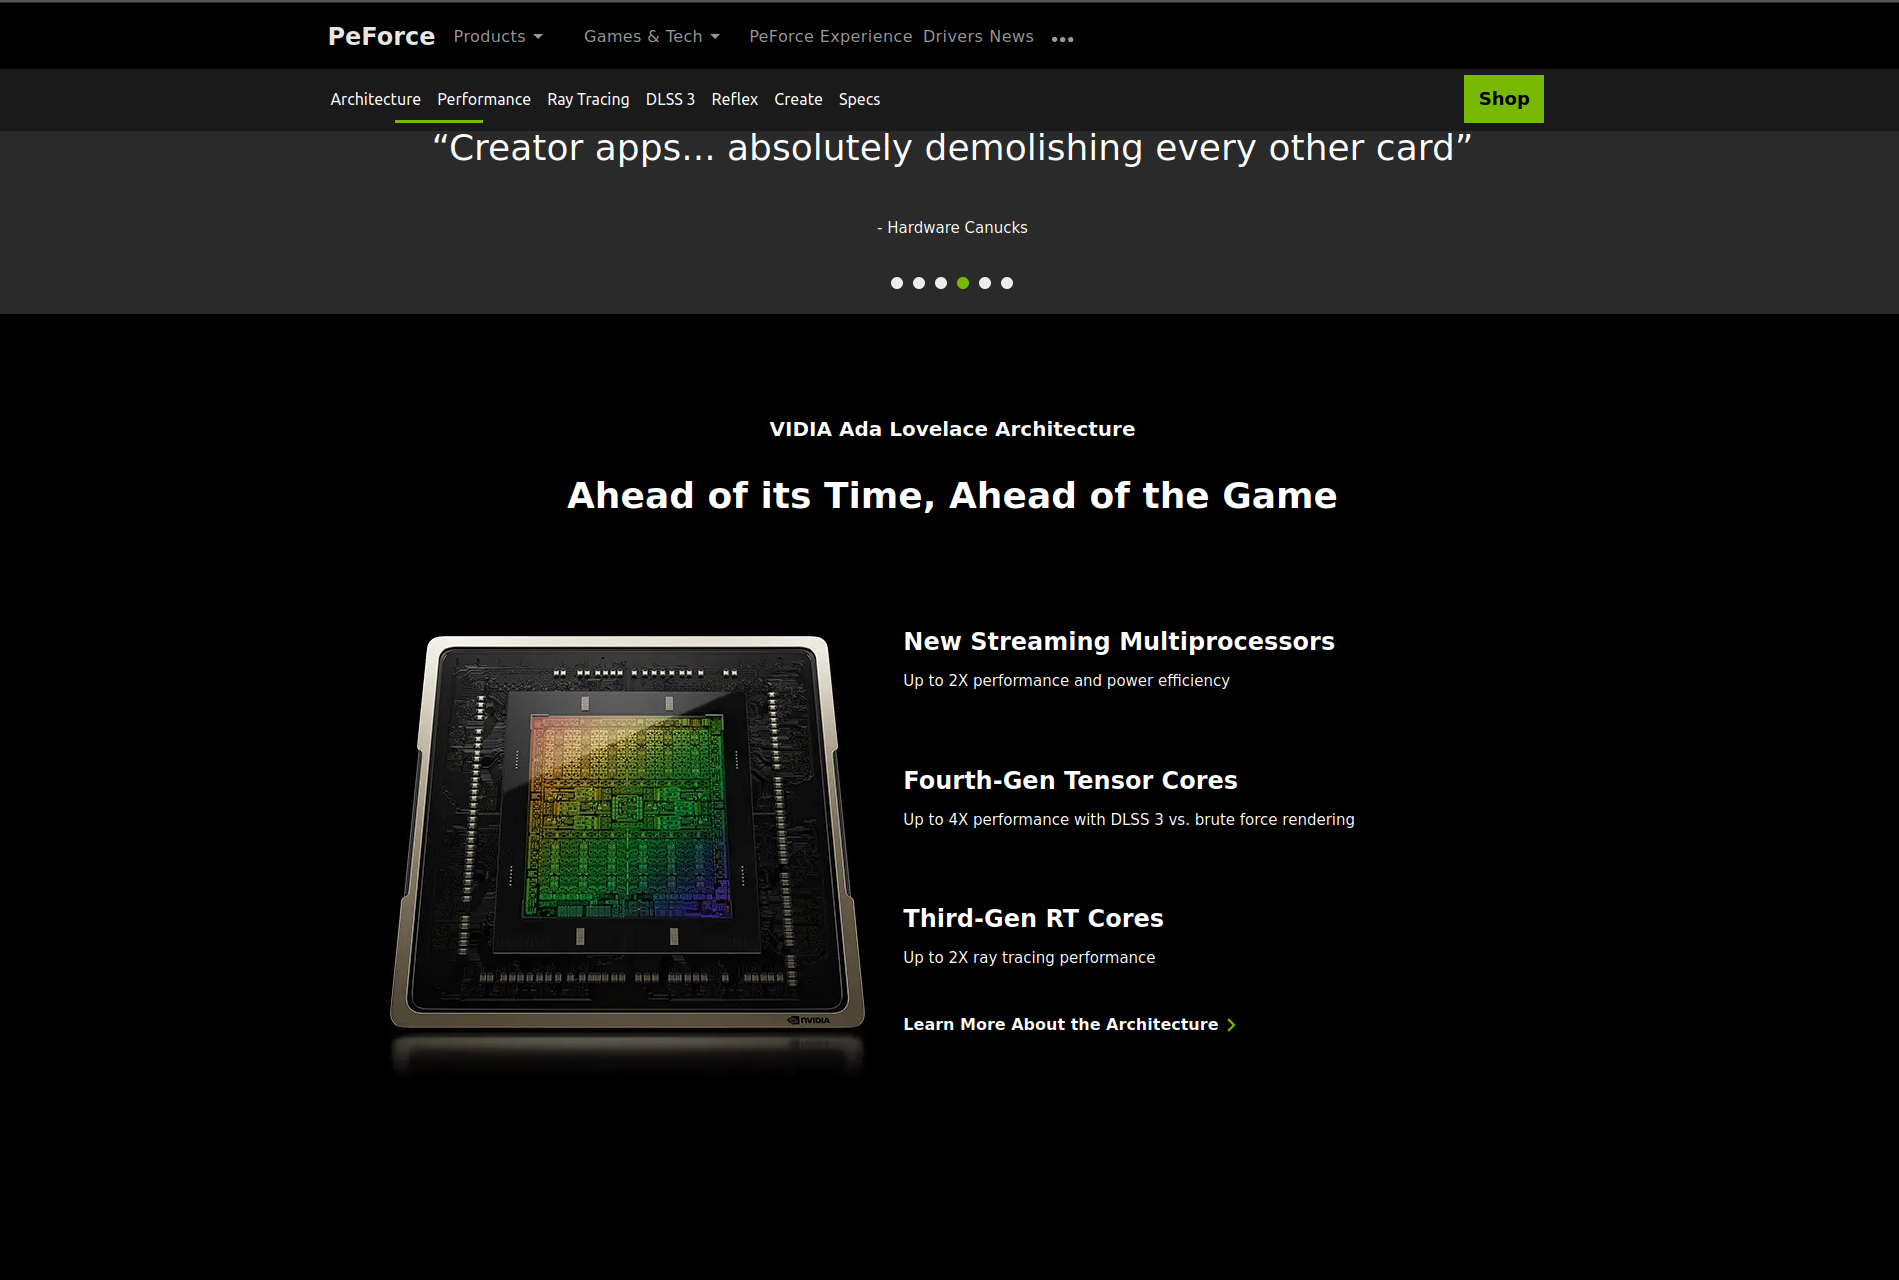 PeForce Products Games & Tech PeForce Experience Drivers News
Architecture Performance Ray Tracing DLSS 3 Reflex Create Specs Shop
“Creator apps... absolutely demolishing every other card”
- Hardware Canucks
VIDIA Ada Lovelace Architecture
Ahead of its Time, Ahead of the Game
New Streaming Multiprocessors
Up to 2X performance and power efficiency
Fourth-Gen Tensor Cores
Up to 4X performance with DLSS 3 vs. brute force rendering
Third-Gen RT Cores
Up to 2X ray tracing performance
Learn More About the Architecture
NVIDIA